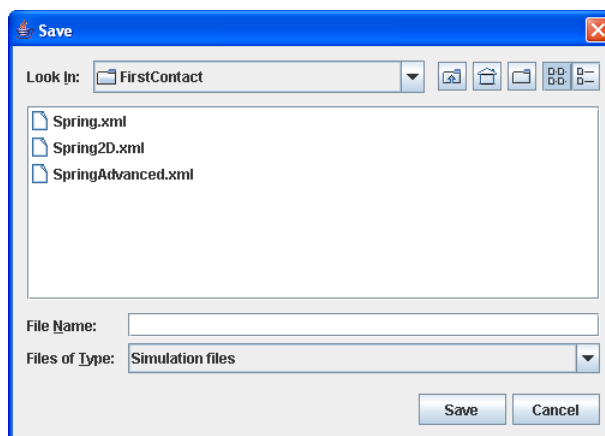 Save
Look In: FirstContact
Spring.xml
Spring2D.xml
SpringAdvanced.xml
File Name:
Files of Type: Simulation files
Save Cancel